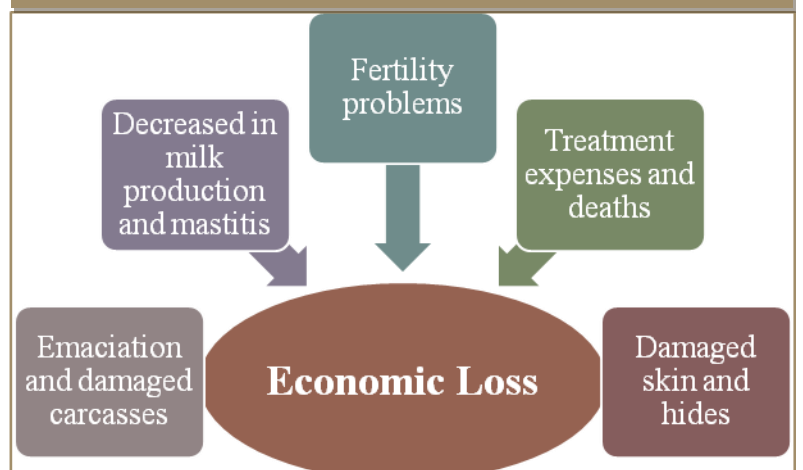 Fertility
problems
Decreased in
milk
production
and mastitis
Treatment
expenses and
deaths
Emaciation
and damaged
carcasses
Economic Loss
Damaged
skin and
hides